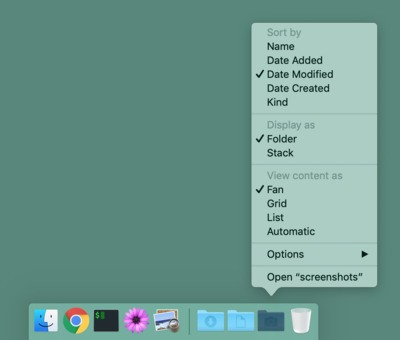 Sort by
Name
Date Added
✓ Date Modified
Date Created
Kind
Display as
✓ Folder
Stack
View content as
✓ Fan
Grid
List
Automatic
Options ▶
Open “screenshots”